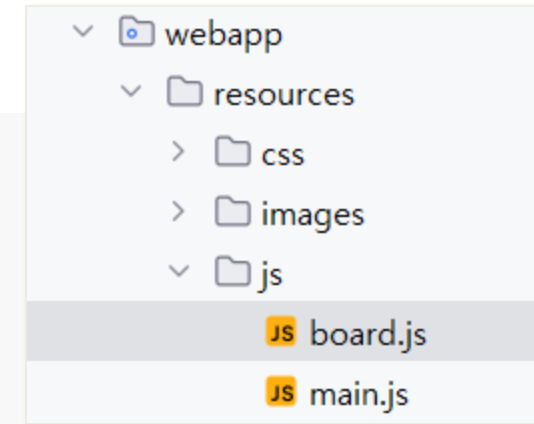 webapp
resources
css
images
js
JS board.js
JS main.js